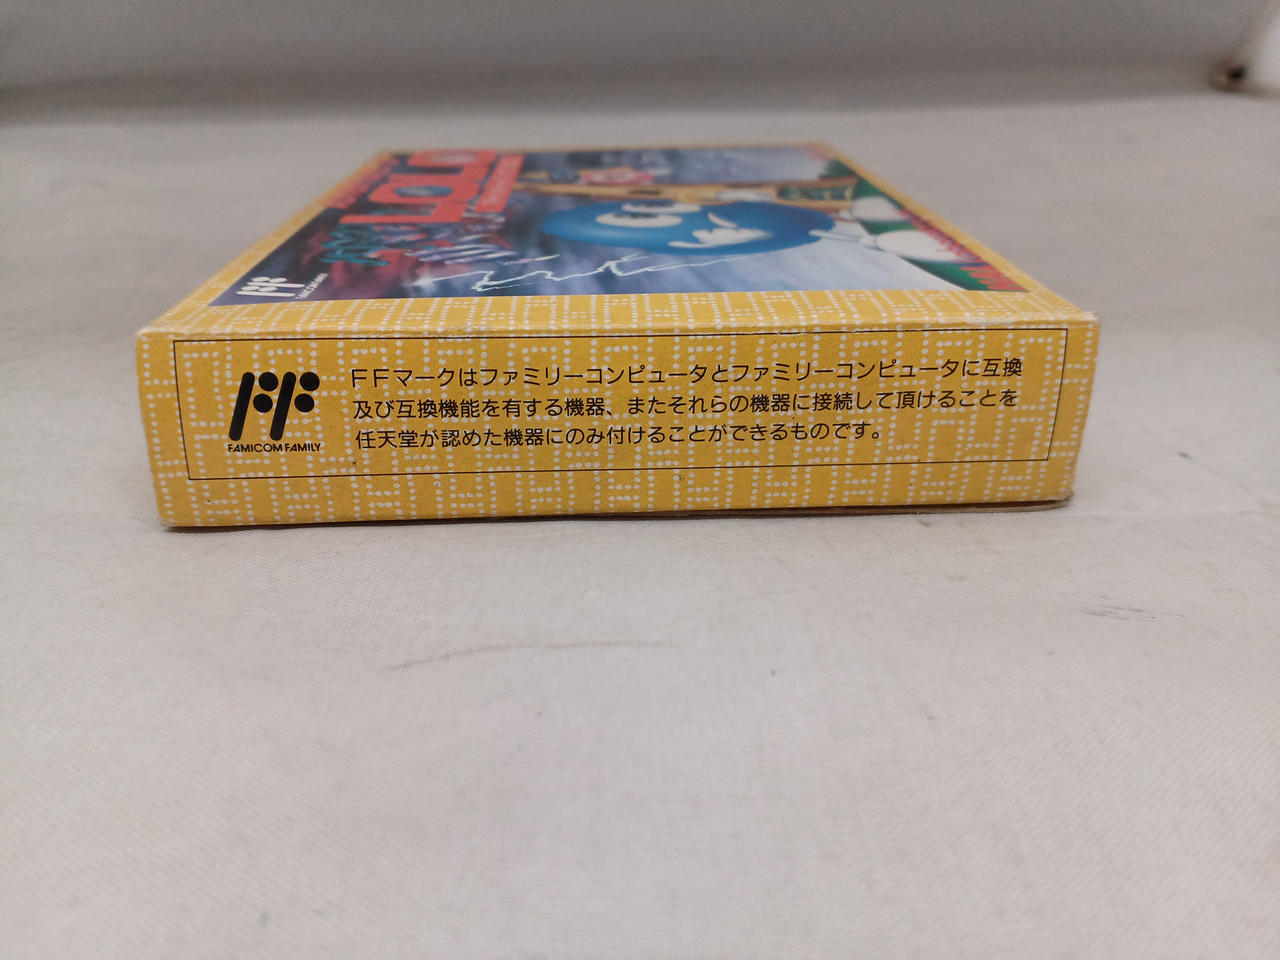 LOLO
FF
FFマークはファミリーコンピュータとファミリーコンピュータに互換
及び互換機能を有する機器、またそれらの機器に接続して頂けることを
任天堂が認めた機器にのみ付けることができるものです。
FF
FAMICOM FAMILY